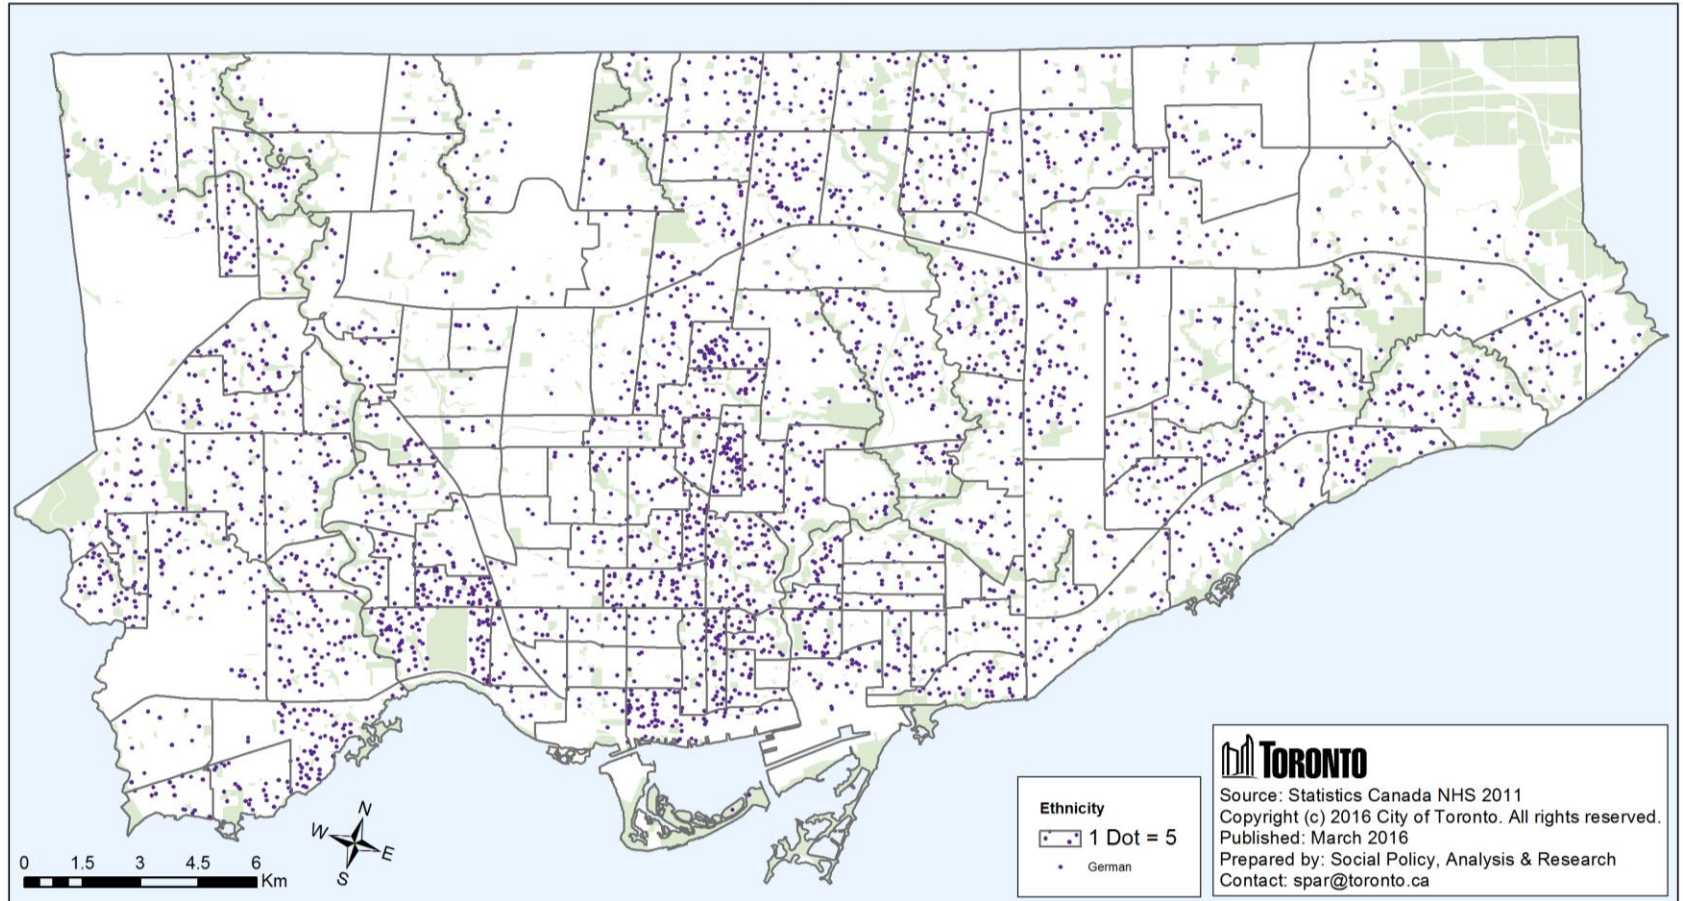 N
W
E
S
0 1.5 3 4.5 6
Km
Ethnicity
1 Dot = 5
German
TORONTO
Source: Statistics Canada NHS 2011
Copyright (c) 2016 City of Toronto. All rights reserved.
Published: March 2016
Prepared by: Social Policy, Analysis & Research
Contact: spar@toronto.ca